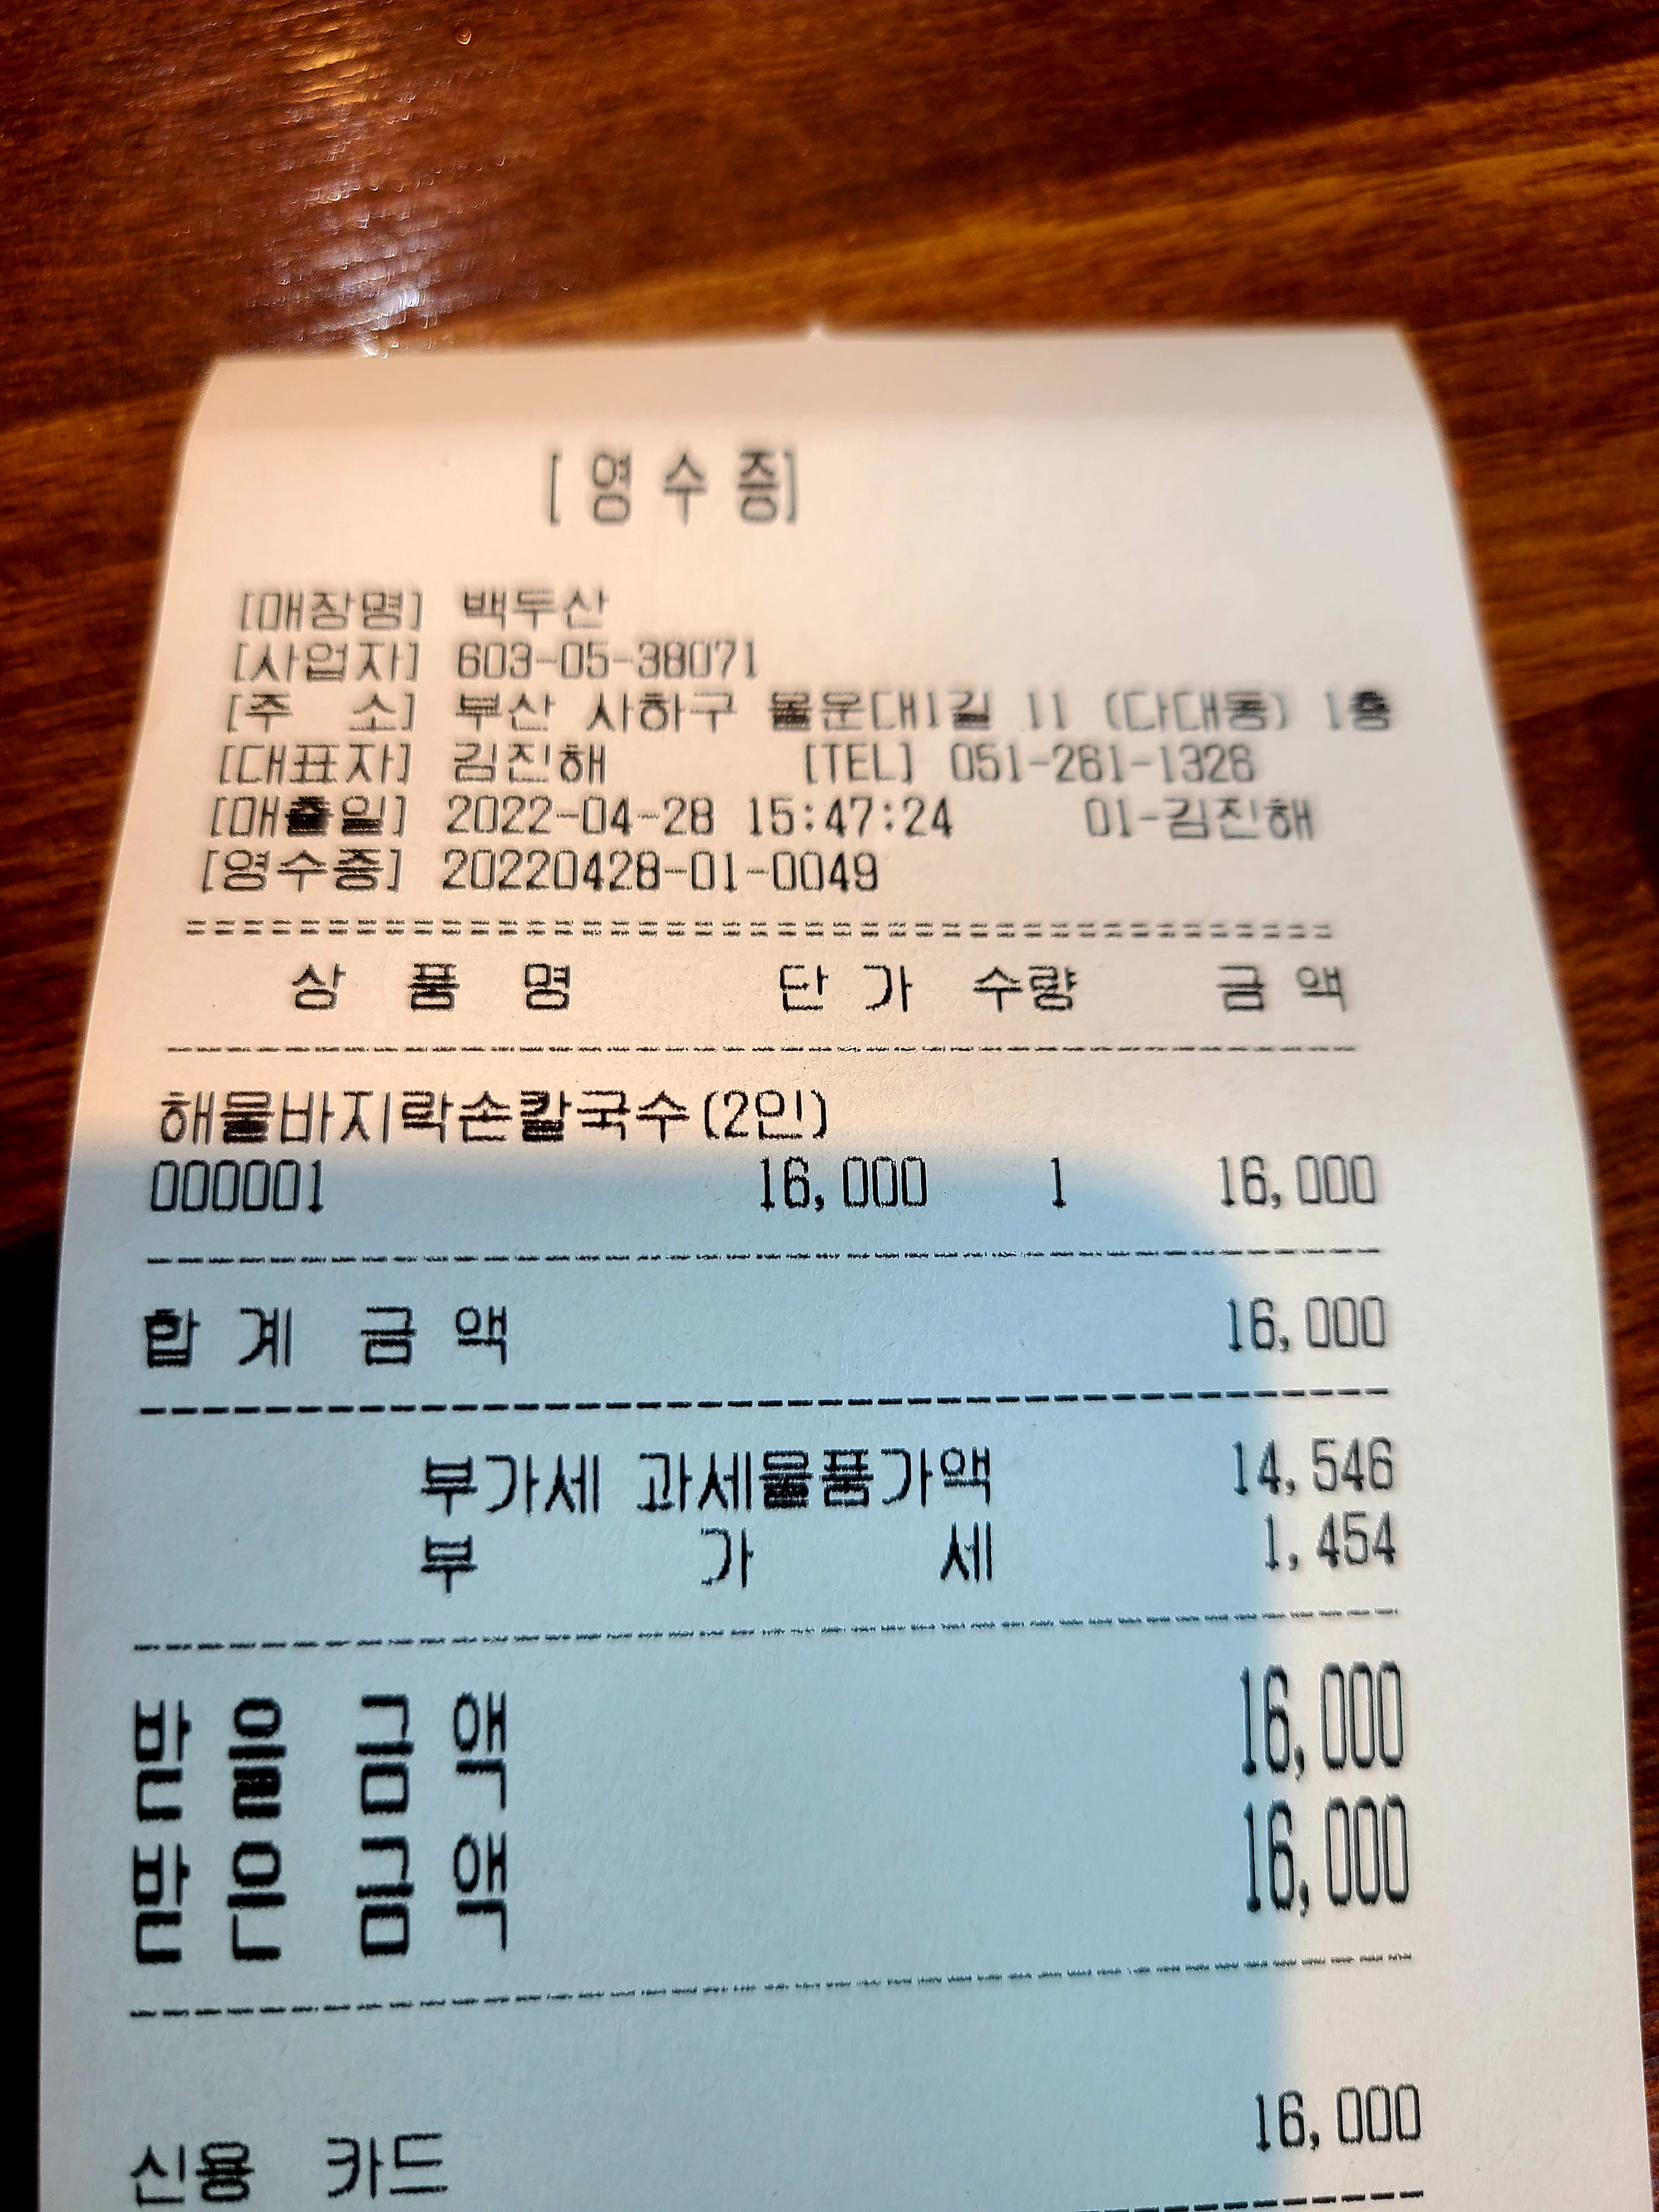 [ 영 수 증]
[매장명] 백두산
[사업자] 603-05-38071
[주 소] 부산 사하구 몰운대1길 11 (다대동) 1층
[대표자] 김진해 [TEL] 051-261-1326
[매출일] 2022-04-28 15:47:24 01-김진해
[영수증] 20220428-01-0049
===========================================
상 품 명 단 가 수량 금 액
해물바지락손칼국수(2인)
000001 16,000 1 16,000
합 계 금 액 16,000
부가세 과세물품가액 14,546
부 가 세 1,454
받 을 금 액 16,000
받 은 금 액 16,000
신용 카드 16,000